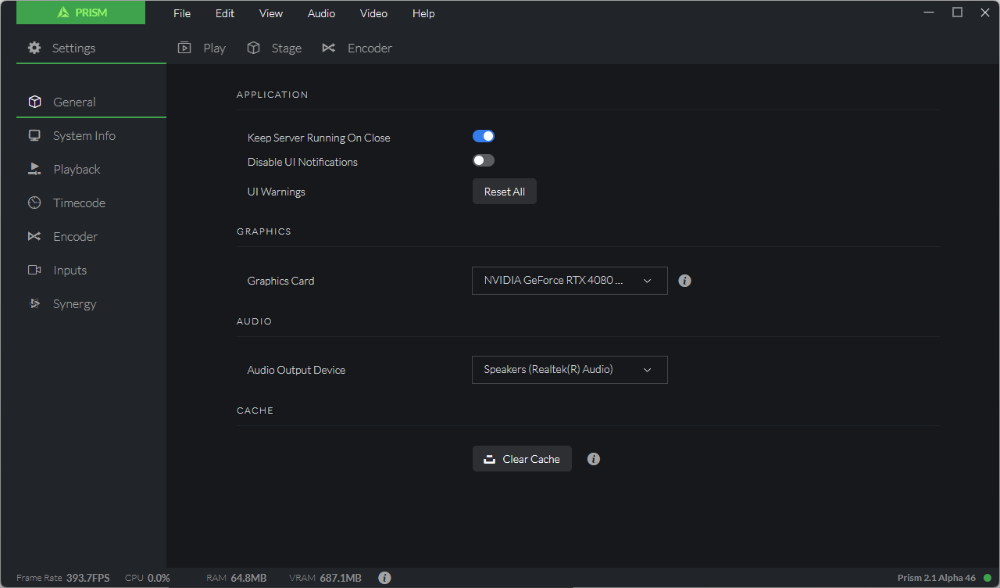 PRISM File Edit View Audio Video Help
Settings Play Stage Encoder
General
System Info
Playback
Timecode
Encoder
Inputs
Synergy
APPLICATION
Keep Server Running On Close
Disable UI Notifications
UI Warnings Reset All
GRAPHICS
Graphics Card NVIDIA GeForce RTX 4080 ...
AUDIO
Audio Output Device Speakers (Realtek(R) Audio)
CACHE
Clear Cache
Frame Rate 393.7FPS CPU 0.0% RAM 64.8MB VRAM 687.1MB Prism 2.1 Alpha 46